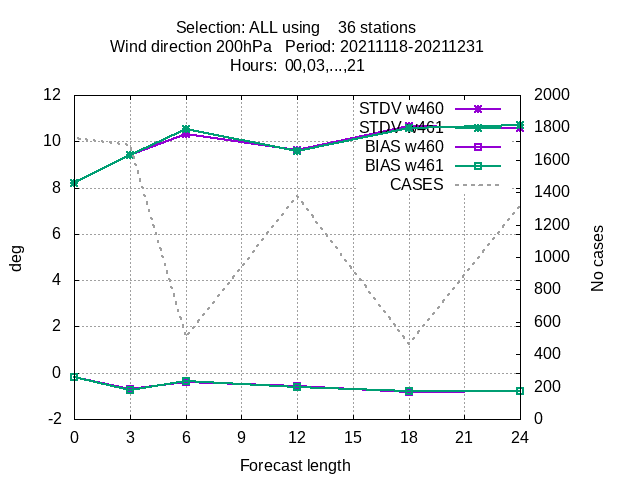 Selection: ALL using 36 stations
Wind direction 200hPa Period: 20211118-20211231
Hours: 00,03,...,21
12 2000
STDV w460
STDV w461
BIAS w460
BIAS w461
CASES
10 1800
1600
8 1400
6 1200
1000
4 800
2 600
400
0 200
-2 0
deg
No cases
0 3 6 9 12 15 18 21 24
Forecast length